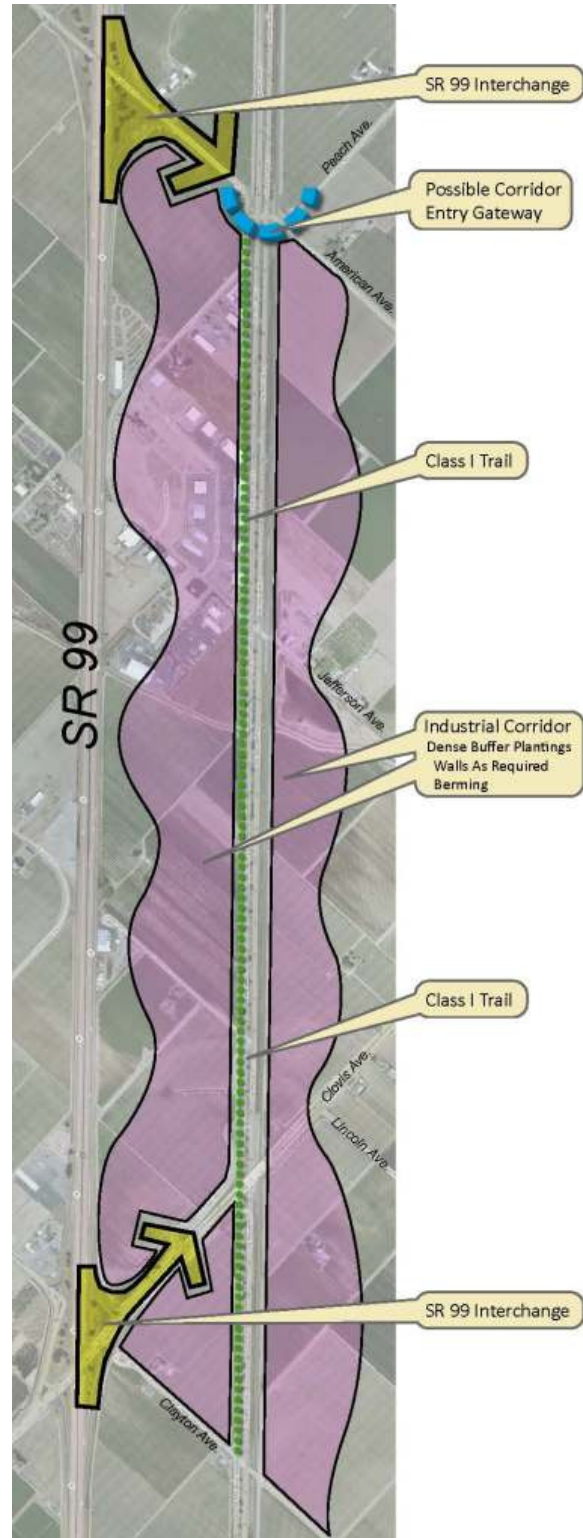 SR 99 Interchange
Peach Ave.
Possible Corridor
Entry Gateway
American Ave.
Class I Trail
SR 99
Jefferson Ave.
Industrial Corridor
Dense Buffer Plantings
Walls As Required
Berming
Class I Trail
Clovis Ave.
Lincoln Ave.
SR 99 Interchange
Clayton Ave.